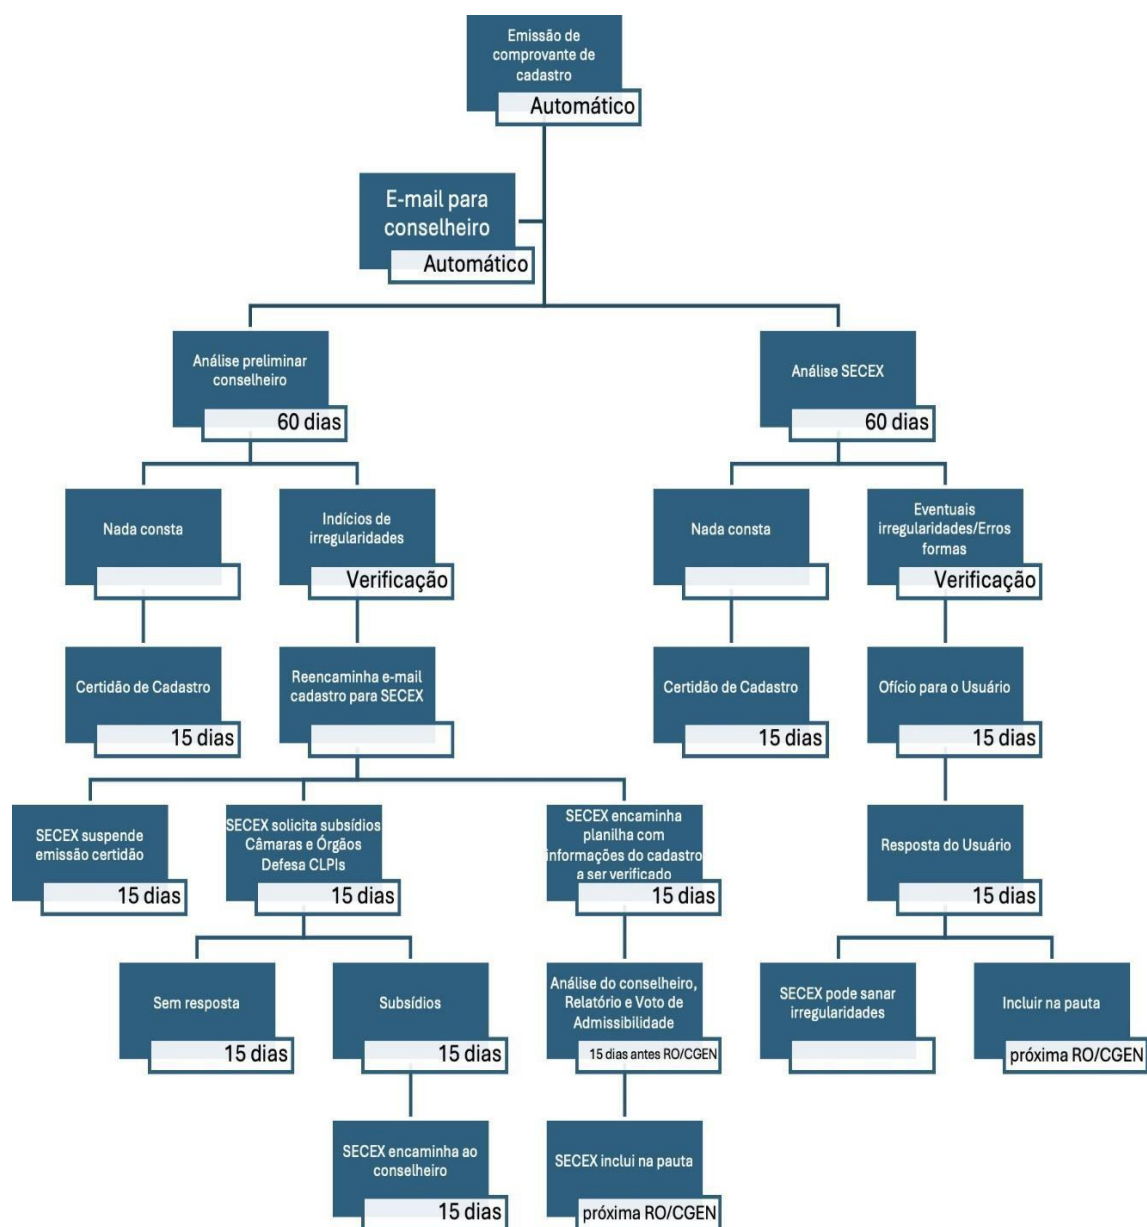 Emissão de
comprovante de
cadastro
Automático
E-mail para
conselheiro
Automático
Análise preliminar
conselheiro
60 dias
Análise SECEX
60 dias
Nada consta
Indícios de
irregularidades
Verificação
Nada consta
Eventuais
irregularidades/Erros
formas
Verificação
Certidão de Cadastro
15 dias
Reencaminha e-mail
cadastro para SECEX
Certidão de Cadastro
15 dias
Ofício para o Usuário
15 dias
SECEX suspende
emissão certidão
15 dias
SECEX solicita subsídios
Câmaras e Órgãos
Defesa CLPIs
15 dias
SECEX encaminha
planilha com
informações do cadastro
a ser verificado
15 dias
Resposta do Usuário
15 dias
Sem resposta
15 dias
Subsídios
15 dias
Análise do conselheiro,
Relatório e Voto de
Admissibilidade
15 dias antes RO/CGEN
SECEX pode sanar
irregularidades
Incluir na pauta
próxima RO/CGEN
SECEX encaminha ao
conselheiro
15 dias
SECEX inclui na pauta
próxima RO/CGEN